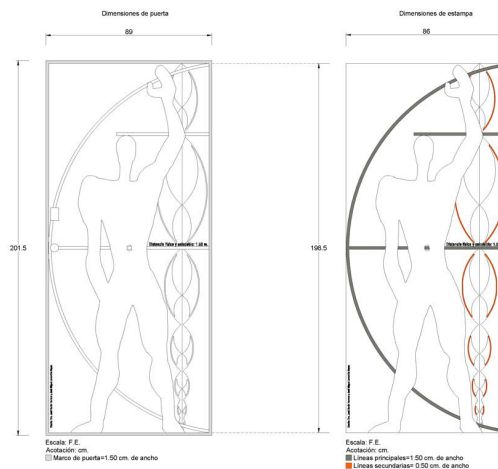 Dimensiones de puerta
89
201.5
Escala: F.E.
Acotación: cm.
Marco de puerta=1.50 cm. de ancho
Dimensiones de estampa
86
198.5
Escala: F.E.
Acotación: cm.
Líneas principales=1.50 cm. de ancho
Líneas secundarias= 0.50 cm. de ancho